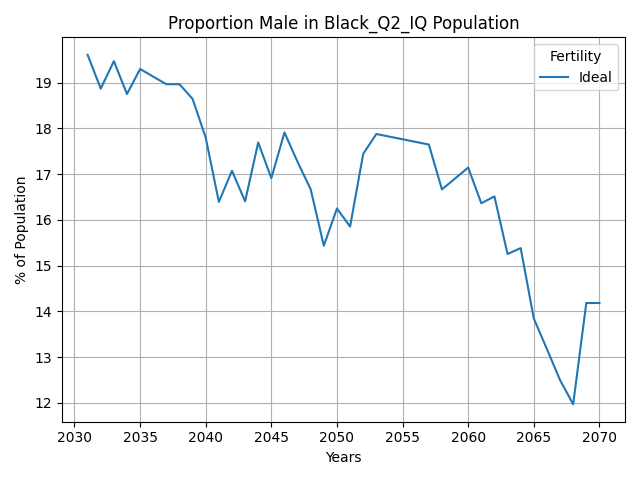 Proportion Male in Black_Q2_IQ Population
Fertility
Ideal
% of Population
19
18
17
16
15
14
13
12
2030 2035 2040 2045 2050 2055 2060 2065 2070
Years